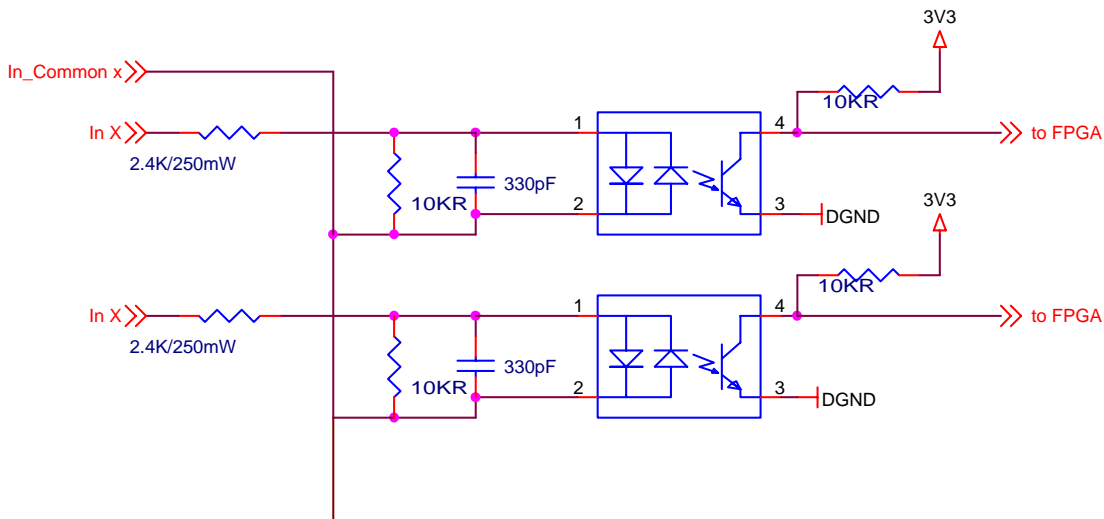 3V3
In_Common x
10KR
In X
1
4
to FPGA
2.4K/250mW
330pF
10KR
2
3
DGND
3V3
10KR
In X
1
4
to FPGA
2.4K/250mW
330pF
10KR
2
3
DGND